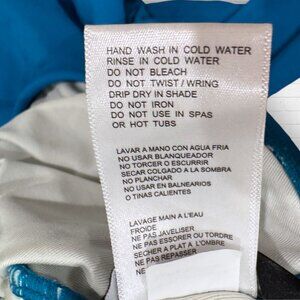 HAND WASH IN COLD WATER
RINSE IN COLD WATER
DO NOT BLEACH
DO NOT TWIST / WRING
DRIP DRY IN SHADE
DO NOT IRON
DO NOT USE IN SPAS
OR HOT TUBS
LAVAR A MANO CON AGUA FRIA
NO USAR BLANQUEADOR
NO TORCER O ESCURRIR
SECAR COLGADO A LA SOMBRA
NO PLANCHAR
NO USAR EN BALNEARIOS
O TINAS CALIENTES
LAVAGE MAIN A L'EAU
FROIDE
NE PAS JAVELISER
NE PAS ESSORER OU TORDRE
SECHER A PLAT A L'OMBRE
NE PAS REPASSER